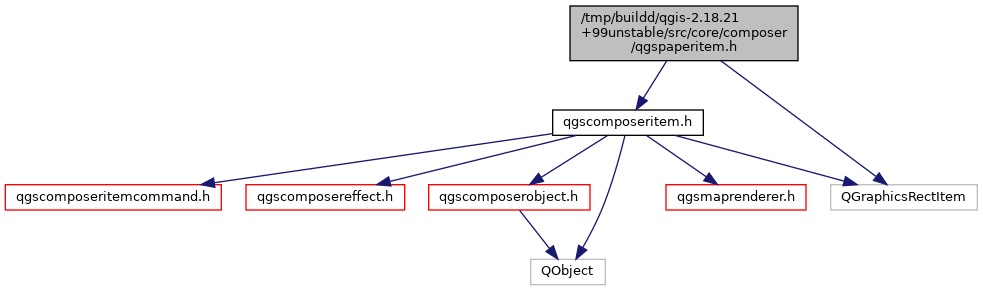 /tmp/buildd/qgis-2.18.21
+99unstable/src/core/composer
/qgspaperitem.h
qgscomposeritem.h
qgscomposeritemcommand.h
qgscomposereffect.h
qgscomposerobject.h
qgsmaprenderer.h
QGraphicsRectItem
QObject